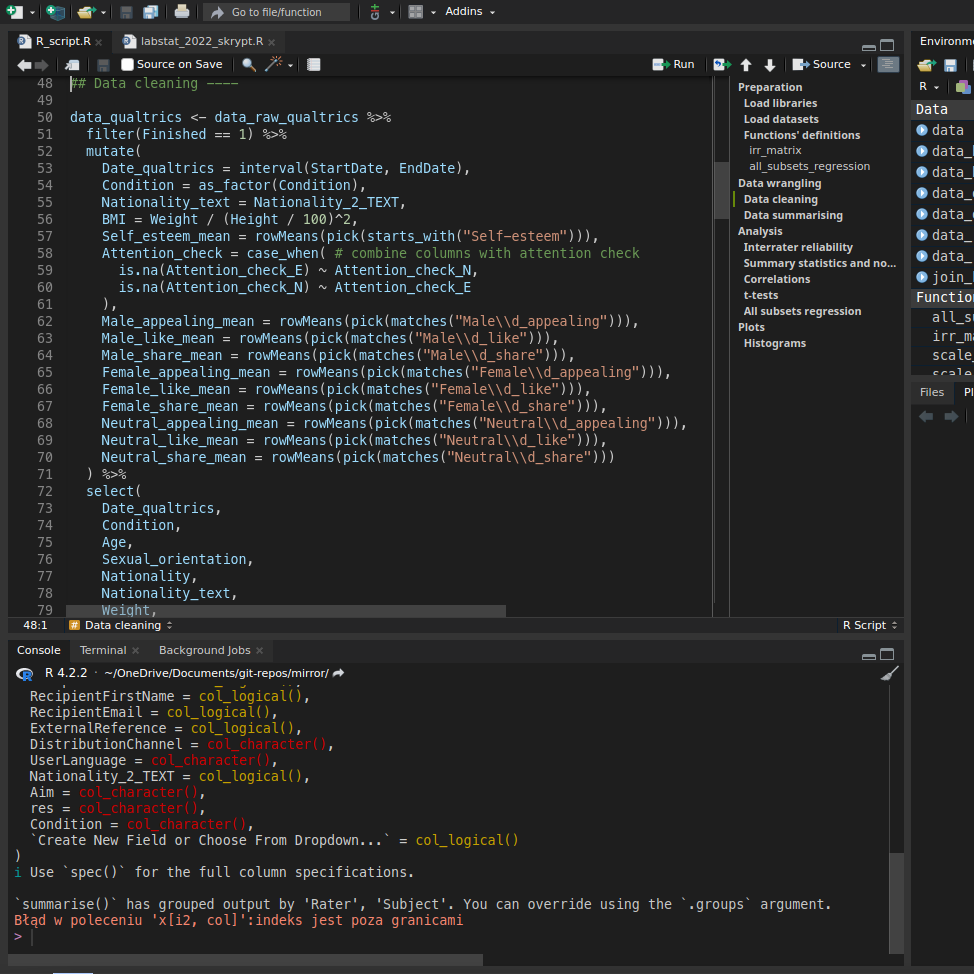 Go to file/function
Git
Addins
R_script.R
labstat_2022_skrypt.R
Source on Save
Run
Source
48 ## Data cleaning ----
49
50 data_qualtrics <- data_raw_qualtrics %>%
51   filter(Finished == 1) %>%
52   mutate(
53     Date_qualtrics = interval(StartDate, EndDate),
54     Condition = as_factor(Condition),
55     Nationality_text = Nationality_2_TEXT,
56     BMI = Weight / (Height / 100)^2,
57     Self_esteem_mean = rowMeans(pick(starts_with("Self-esteem"))),
58     Attention_check = case_when( # combine columns with attention check
59       is.na(Attention_check_E) ~ Attention_check_N,
60       is.na(Attention_check_N) ~ Attention_check_E
61     ),
62     Male_appealing_mean = rowMeans(pick(matches("Male\\d_appealing"))),
63     Male_like_mean = rowMeans(pick(matches("Male\\d_like"))),
64     Male_share_mean = rowMeans(pick(matches("Male\\d_share"))),
65     Female_appealing_mean = rowMeans(pick(matches("Female\\d_appealing"))),
66     Female_like_mean = rowMeans(pick(matches("Female\\d_like"))),
67     Female_share_mean = rowMeans(pick(matches("Female\\d_share"))),
68     Neutral_appealing_mean = rowMeans(pick(matches("Neutral\\d_appealing"))),
69     Neutral_like_mean = rowMeans(pick(matches("Neutral\\d_like"))),
70     Neutral_share_mean = rowMeans(pick(matches("Neutral\\d_share")))
71   ) %>%
72   select(
73     Date_qualtrics,
74     Condition,
75     Age,
76     Sexual_orientation,
77     Nationality,
78     Nationality_text,
79     Weight,
Preparation
Load libraries
Load datasets
Functions' definitions
irr_matrix
all_subsets_regression
Data wrangling
Data cleaning
Data summarising
Analysis
Interrater reliability
Summary statistics and no...
Correlations
t-tests
All subsets regression
Plots
Histograms
48:1
# Data cleaning
R Script
Console
Terminal
Background Jobs
R 4.2.2 · ~/OneDrive/Documents/git-repos/mirror/
RecipientFirstName = col_logical(),
RecipientEmail = col_logical(),
ExternalReference = col_logical(),
DistributionChannel = col_character(),
UserLanguage = col_character(),
Nationality_2_TEXT = col_logical(),
Aim = col_character(),
res = col_character(),
Condition = col_character(),
`Create New Field or Choose From Dropdown...` = col_logical()
)
i Use `spec()` for the full column specifications.
`summarise()` has grouped output by 'Rater', 'Subject'. You can override using the `.groups` argument.
Błąd w poleceniu 'x[i2, col]':indeks jest poza granicami
>
Environm
R
Data
data
data_
data_
data_
data_
data_
data_
join_
Function
all_su
irr_ma
scale_
scale
Files
Pl